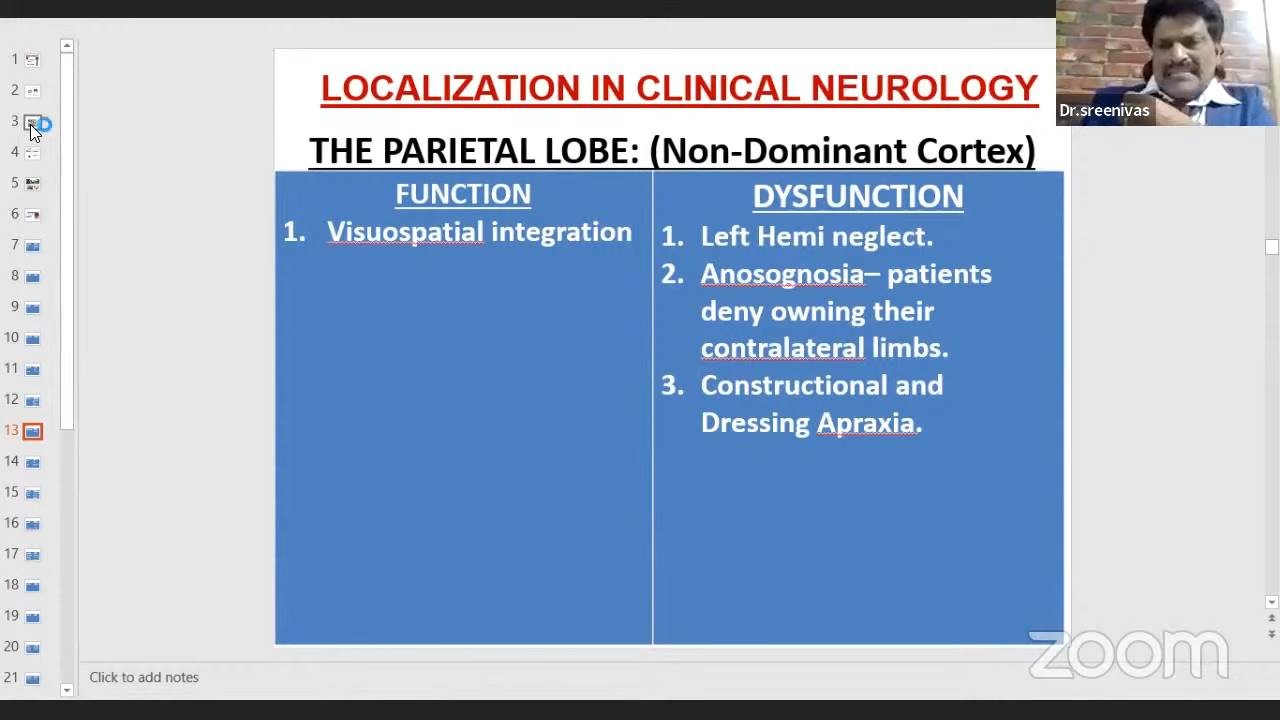 Dr.sreenivas
LOCALIZATION IN CLINICAL NEUROLOGY
THE PARIETAL LOBE: (Non-Dominant Cortex)
FUNCTION
1. Visuospatial integration
DYSFUNCTION
1. Left Hemi neglect.
2. Anosognosia– patients
deny owning their
contralateral limbs.
3. Constructional and
Dressing Apraxia.
1
2
3
4
5
6
7
8
9
10
11
12
13
14
15
16
17
18
19
20
21
Click to add notes
zoom